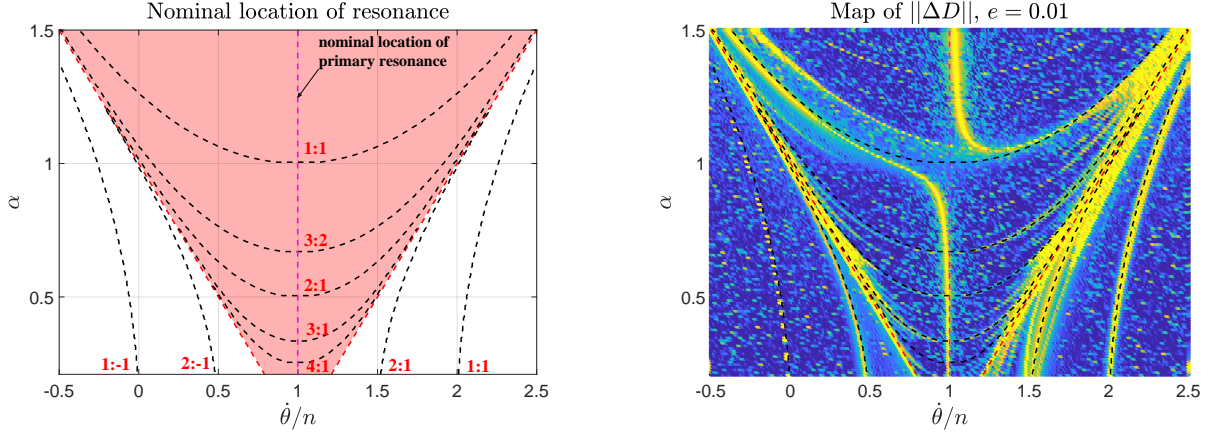 Nominal location of resonance
1.5
nominal location of
primary resonance
1:1
1
α
3:2
2:1
0.5
3:1
1:-1 2:-1 4:1 2:1 1:1
-0.5 0 0.5 1 1.5 2 2.5
θ̇/n
Map of ||ΔD||, e = 0.01
1.5
1
α
0.5
-0.5 0 0.5 1 1.5 2 2.5
θ̇/n